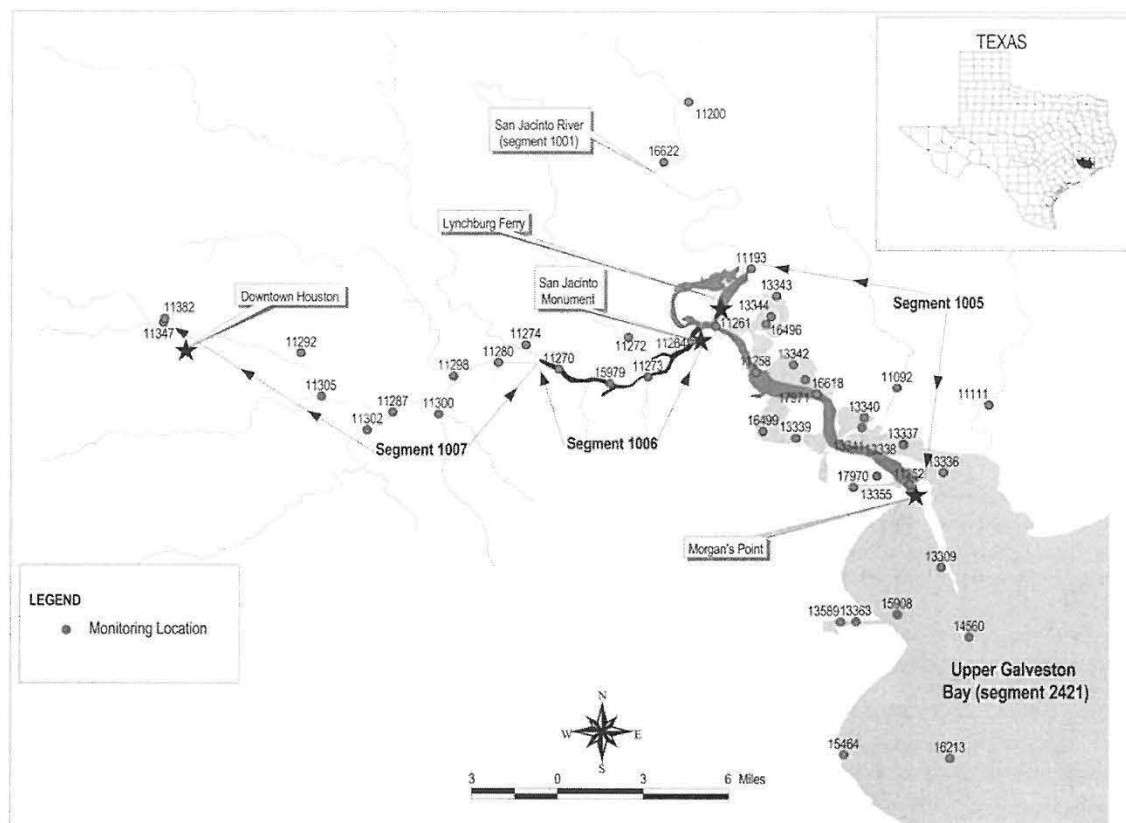 TEXAS
11200
San Jacinto River
(segment 1001)
16622
Lynchburg Ferry
11193
San Jacinto
Monument
13343
Segment 1005
13344
11382
Downtown Houston
11347
11261
16496
11264
11274
11272
11292
11280
13342
11270
11298
15979
11273
11258
16618
17971
11092
11111
11305
11287
11300
11302
13340
Segment 1007
Segment 1006
16499
13339
13341
13338
13337
13336
11252
17970
13355
Morgan's Point
13309
LEGEND
Monitoring Location
13589
13363
15908
14560
Upper Galveston
Bay (segment 2421)
N
W
E
S
15464
16213
3
0
3
6
Miles